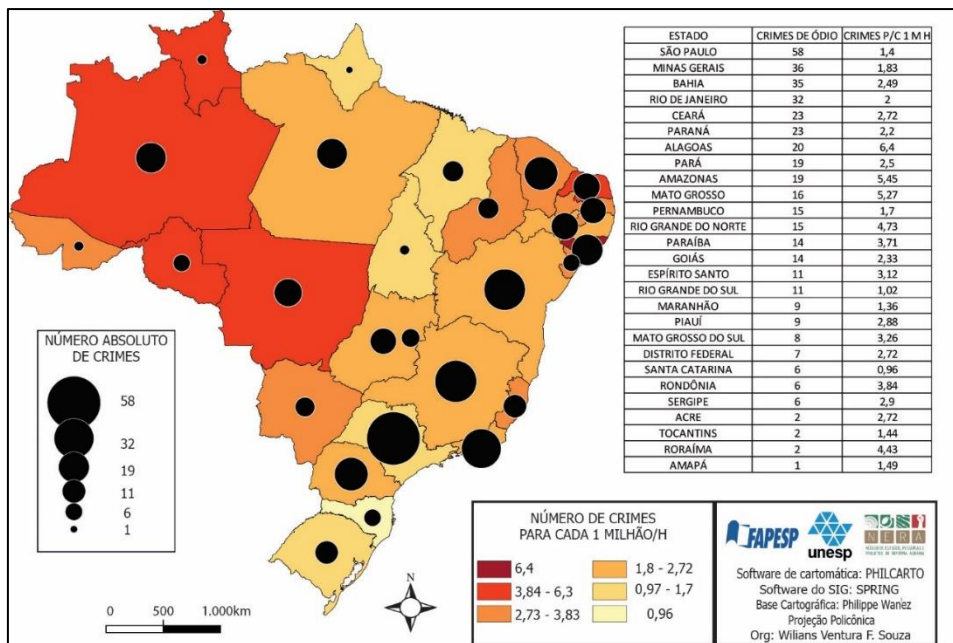 ESTADO CRIMES DE ÓDIO CRIMES P/C 1 M H
SÃO PAULO 58 1,4
MINAS GERAIS 36 1,83
BAHIA 35 2,49
RIO DE JANEIRO 32 2
CEARÁ 23 2,72
PARANÁ 23 2,2
ALAGOAS 20 6,4
PARÁ 19 2,5
AMAZONAS 19 5,45
MATO GROSSO 16 5,27
PERNAMBUCO 15 1,7
RIO GRANDE DO NORTE 15 4,73
PARAÍBA 14 3,71
GOIÁS 14 2,33
ESPÍRITO SANTO 11 3,12
RIO GRANDE DO SUL 11 1,02
MARANHÃO 9 1,36
PIAUÍ 9 2,88
MATO GROSSO DO SUL 8 3,26
DISTRITO FEDERAL 7 2,72
SANTA CATARINA 6 0,96
RONDÔNIA 6 3,84
SERGIPE 6 2,9
ACRE 2 2,72
TOCANTINS 2 1,44
RORAÍMA 2 4,43
AMAPÁ 1 1,49
NÚMERO ABSOLUTO
DE CRIMES
58
32
19
11
6
1
0 500 1.000km
N
NÚMERO DE CRIMES
PARA CADA 1 MILHÃO/H
6,4
3,84 - 6,3
2,73 - 3,83
1,8 - 2,72
0,97 - 1,7
0,96
FAPESP
unesp
NERA
Software de cartomática: PHILCARTO
Software do SIG: SPRING
Base Cartográfica: Philippe Wanez
Projeção Policônica
Org: Wilians Ventura F. Souza